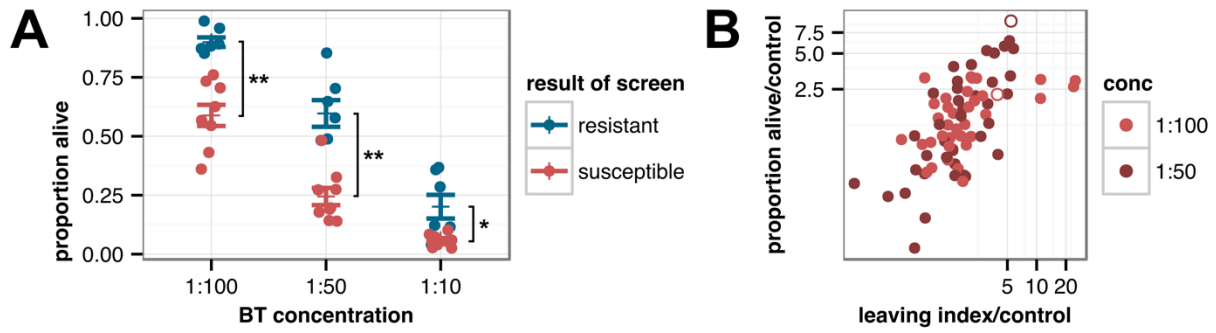 A
1.00
0.75
0.50
0.25
0.00
proportion alive
**
**
*
1:100
1:50
1:10
BT concentration
result of screen
resistant
susceptible
B
7.5
5.0
2.5
proportion alive/control
5 10 20
leaving index/control
conc
1:100
1:50